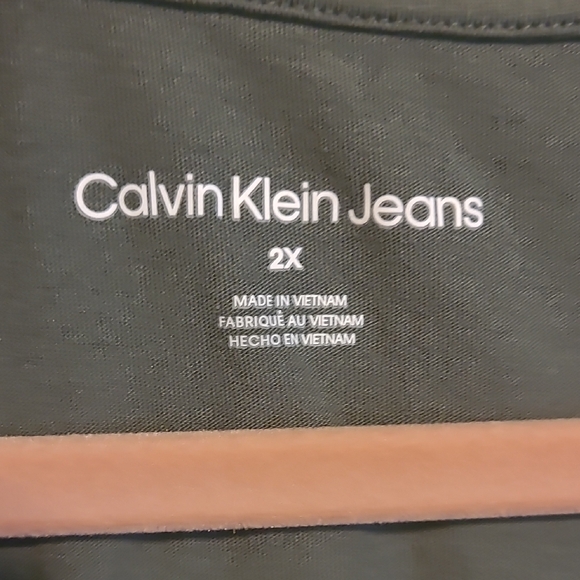 Calvin Klein Jeans
2X
MADE IN VIETNAM
FABRIQUÉ AU VIETNAM
HECHO EN VIETNAM